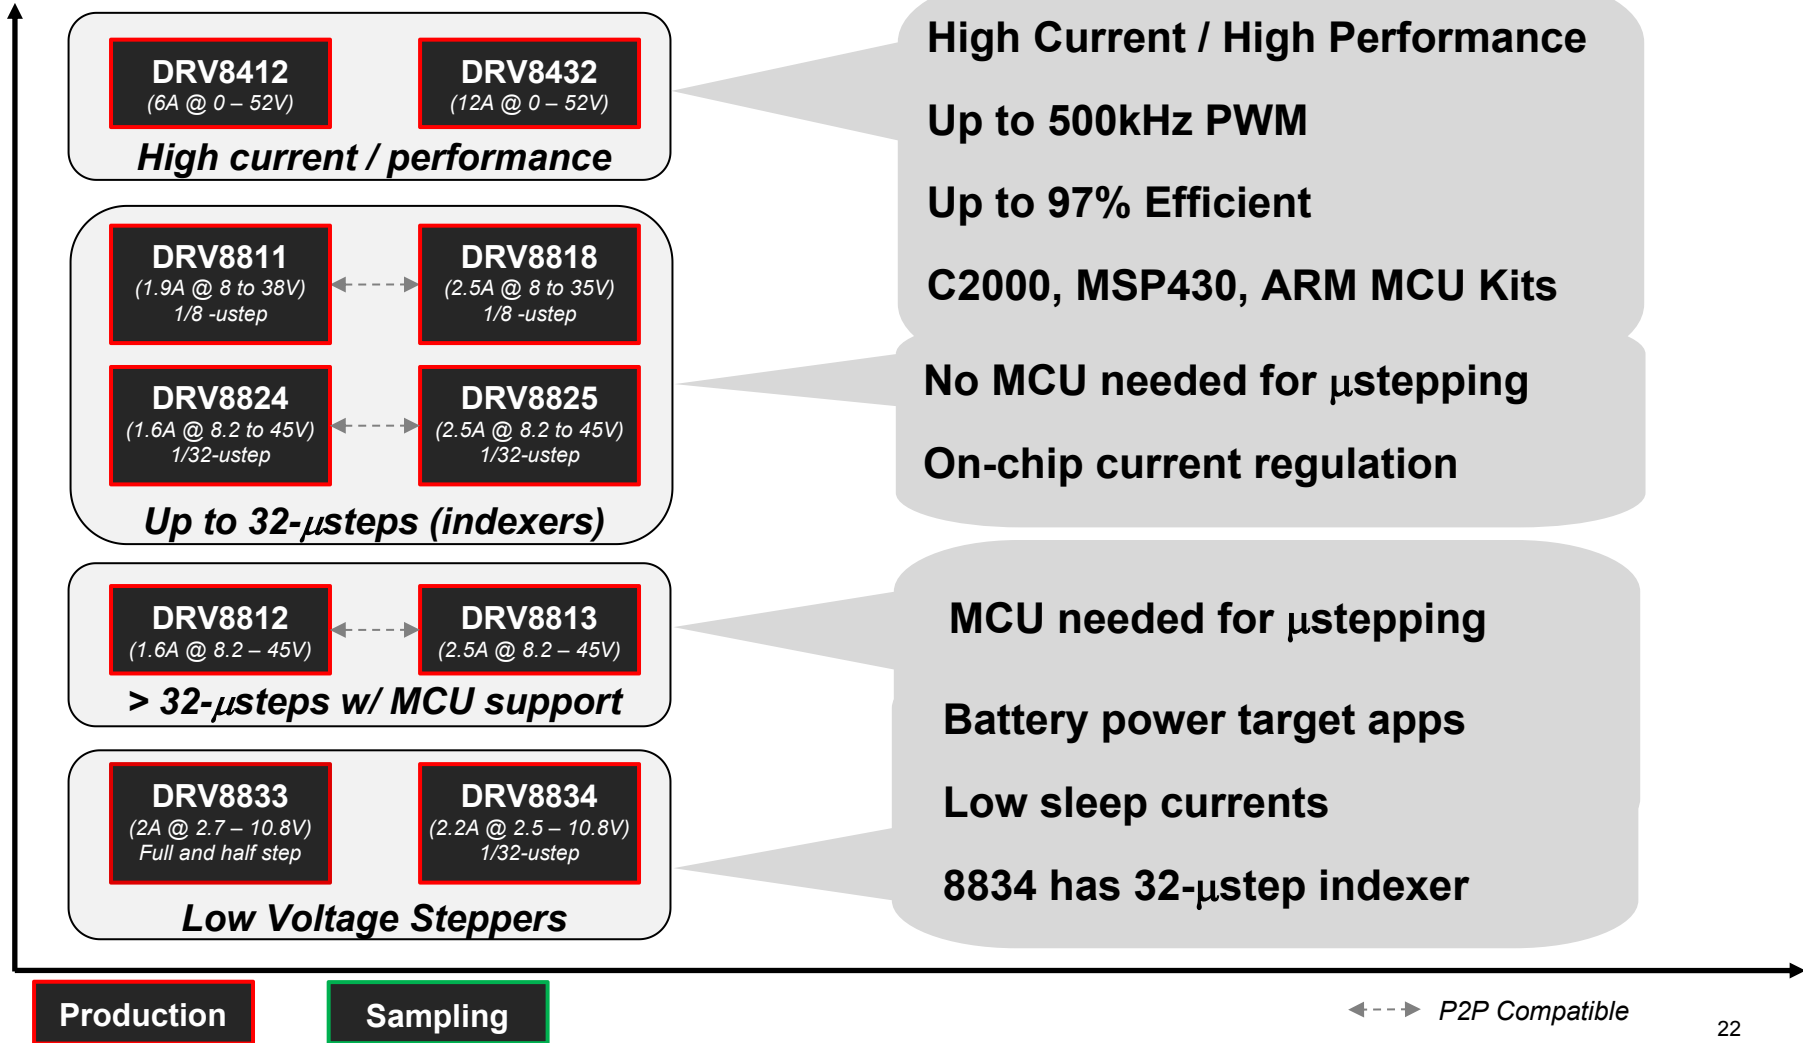 DRV8412
(6A @ 0 – 52V)
DRV8432
(12A @ 0 – 52V)
High current / performance
DRV8811
(1.9A @ 8 to 38V)
1/8 -ustep
DRV8818
(2.5A @ 8 to 35V)
1/8 -ustep
DRV8824
(1.6A @ 8.2 to 45V)
1/32-ustep
DRV8825
(2.5A @ 8.2 to 45V)
1/32-ustep
Up to 32-μsteps (indexers)
DRV8812
(1.6A @ 8.2 – 45V)
DRV8813
(2.5A @ 8.2 – 45V)
> 32-μsteps w/ MCU support
DRV8833
(2A @ 2.7 – 10.8V)
Full and half step
DRV8834
(2.2A @ 2.5 – 10.8V)
1/32-ustep
Low Voltage Steppers
High Current / High Performance
Up to 500kHz PWM
Up to 97% Efficient
C2000, MSP430, ARM MCU Kits
No MCU needed for μstepping
On-chip current regulation
MCU needed for μstepping
Battery power target apps
Low sleep currents
8834 has 32-μstep indexer
Production
Sampling
P2P Compatible
22